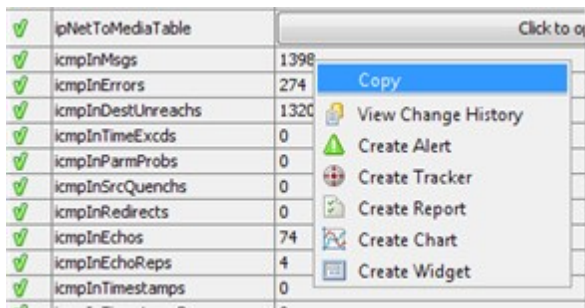 ipNetToMediaTable Click to o
icmpInMsgs 1398
icmpInErrors 274
Copy
icmpInDestUnreachs 1320
View Change History
icmpInTimeExcds 0
Create Alert
icmpInParmProbs 0
Create Tracker
icmpInSrcQuenchs 0
Create Report
icmpInRedirects 0
icmpInEchos 74
Create Chart
icmpInEchoReps 4
Create Widget
icmpInTimestamps 0